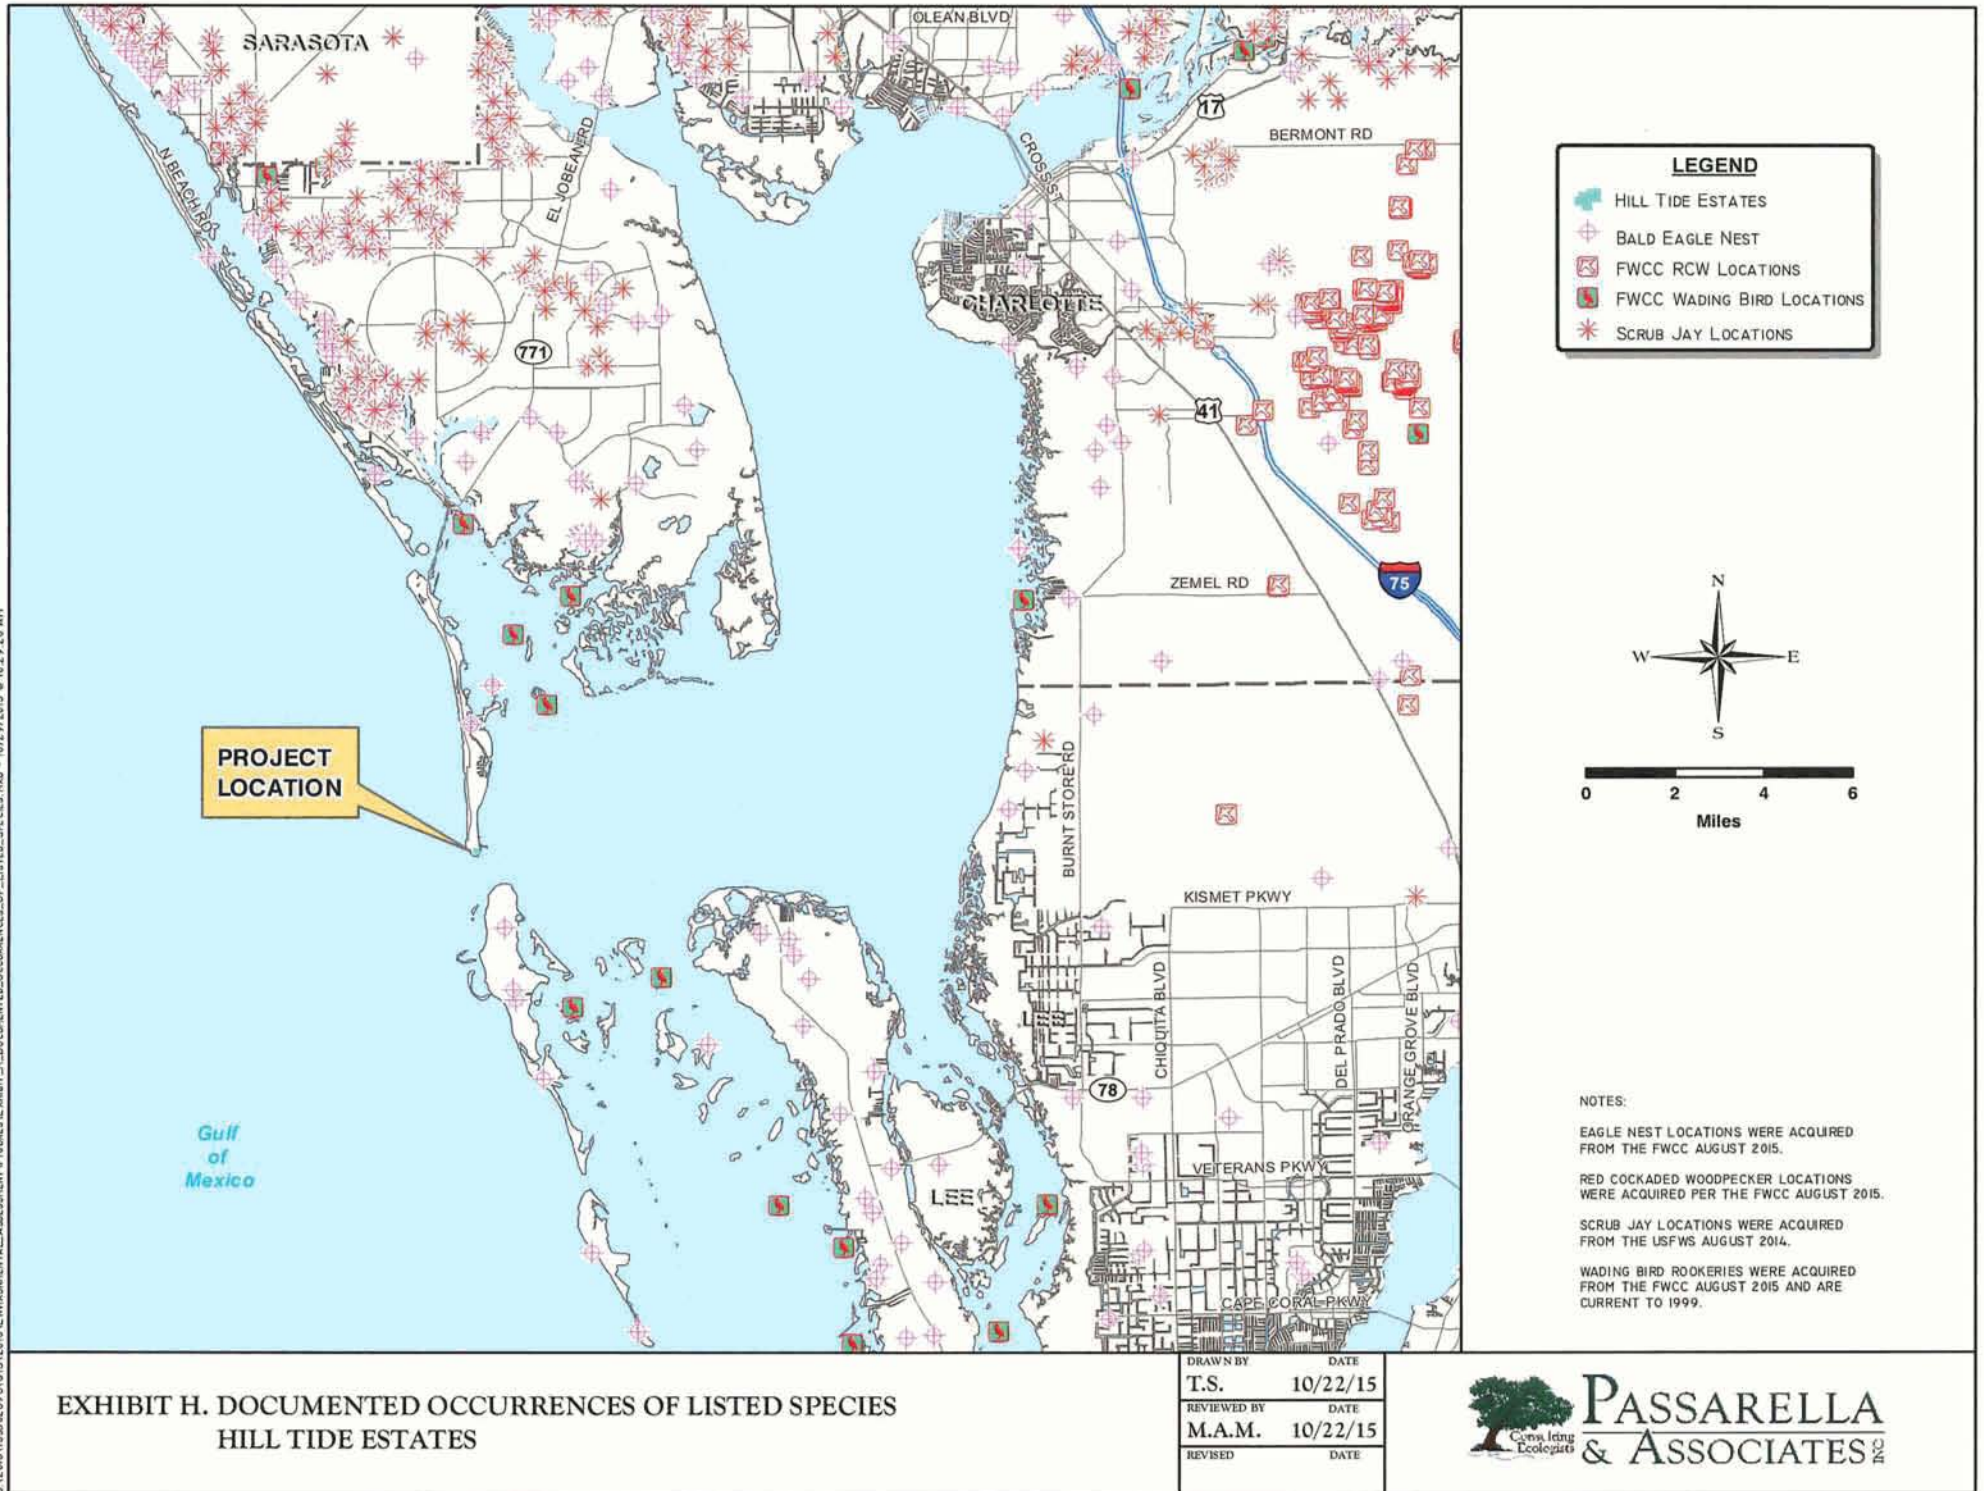 SARASOTA
OLEAN BLVD
17
BERMONT RD
N BEACH RD
EL JOBEAN RD
CROSS ST
CHARLOTTE
771
41
ZEMEL RD
75
PROJECT
LOCATION
BURNT STORE RD
KISMET PKWY
CHIQUITA BLVD
DEL PRADO BLVD
ORANGE GROVE BLVD
78
VETERANS PKWY
LEE
CAPE CORAL PKWY
Gulf
of
Mexico
LEGEND
HILL TIDE ESTATES
BALD EAGLE NEST
FWCC RCW LOCATIONS
FWCC WADING BIRD LOCATIONS
SCRUB JAY LOCATIONS
N
W E
S
0 2 4 6
Miles
NOTES:
EAGLE NEST LOCATIONS WERE ACQUIRED
FROM THE FWCC AUGUST 2015.
RED COCKADED WOODPECKER LOCATIONS
WERE ACQUIRED PER THE FWCC AUGUST 2015.
SCRUB JAY LOCATIONS WERE ACQUIRED
FROM THE USFWS AUGUST 2014.
WADING BIRD ROOKERIES WERE ACQUIRED
FROM THE FWCC AUGUST 2015 AND ARE
CURRENT TO 1999.
EXHIBIT H. DOCUMENTED OCCURRENCES OF LISTED SPECIES
HILL TIDE ESTATES
DRAWN BY DATE
T.S. 10/22/15
REVIEWED BY DATE
M.A.M. 10/22/15
REVISED DATE
Consulting
Ecologists
PASSARELLA
& ASSOCIATES INC